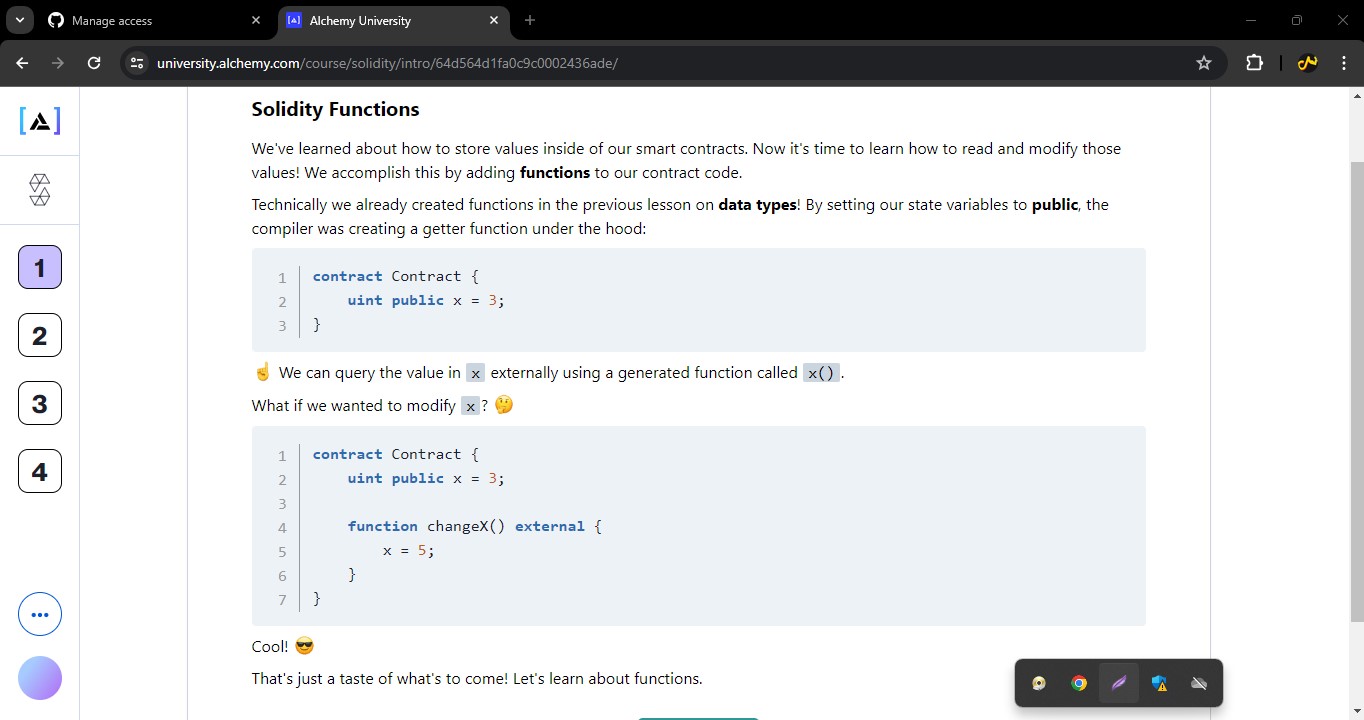 Manage access
Alchemy University
university.alchemy.com/course/solidity/intro/64d564d1fa0c9c0002436ade/
Solidity Functions
We've learned about how to store values inside of our smart contracts. Now it's time to learn how to read and modify those
values! We accomplish this by adding functions to our contract code.
Technically we already created functions in the previous lesson on data types! By setting our state variables to public, the
compiler was creating a getter function under the hood:
1 contract Contract {
2     uint public x = 3;
3 }
☝ We can query the value in x externally using a generated function called x().
What if we wanted to modify x? 🤔
1 contract Contract {
2     uint public x = 3;
3
4     function changeX() external {
5         x = 5;
6     }
7 }
Cool! 😎
That's just a taste of what's to come! Let's learn about functions.
1
2
3
4